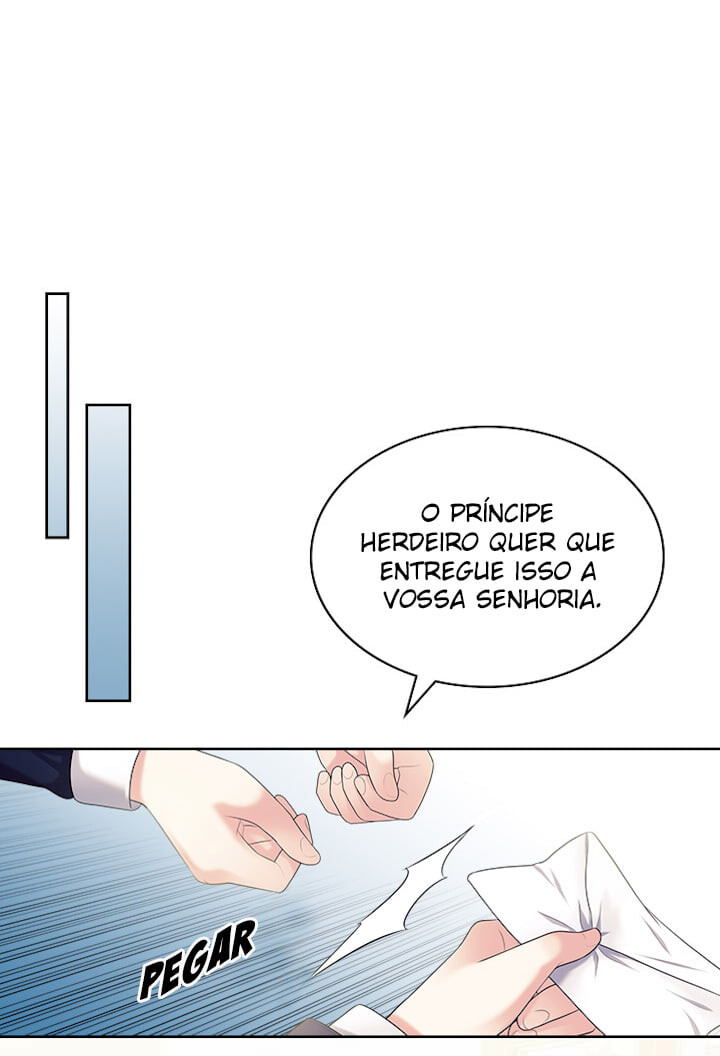 O PRÍNCIPE
HERDEIRO QUER QUE
ENTREGUE ISSO A
VOSSA SENHORIA.
PEGAR